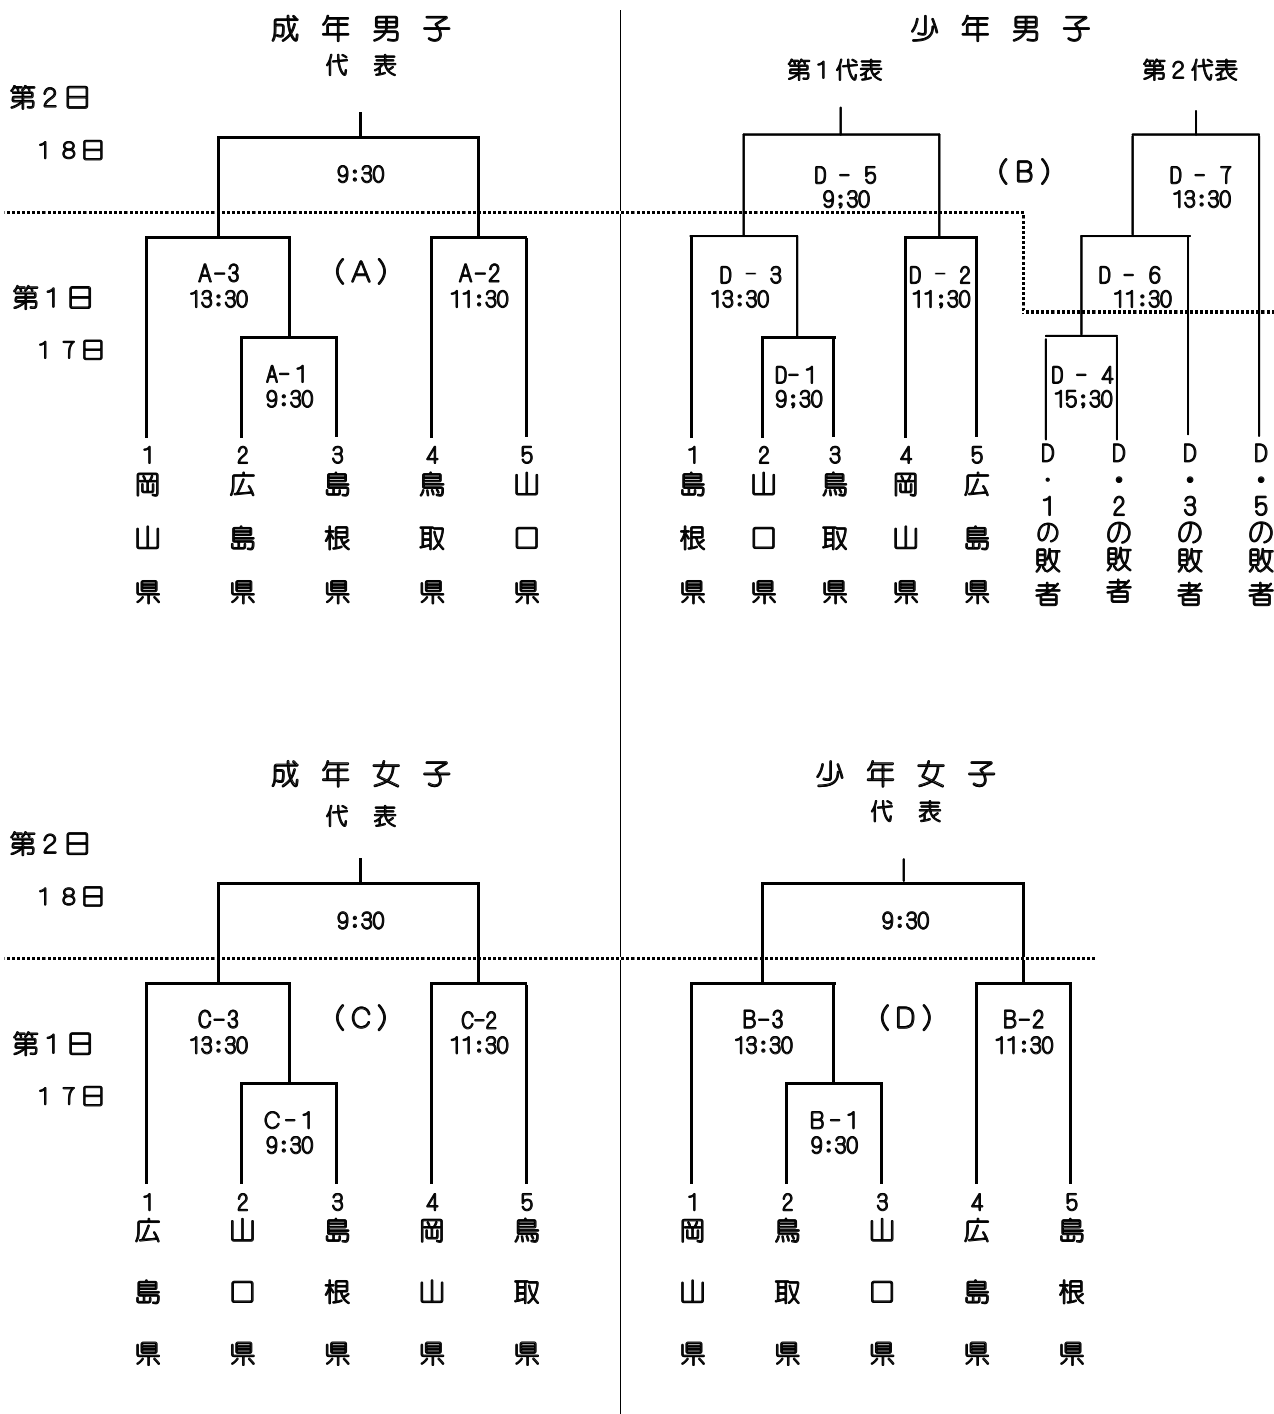 成年男子
代表
第2日
18日
9:30
A-3
13:30
(A)
A-2
11:30
第1日
17日
A-1
9:30
1 岡山県
2 広島県
3 島根県
4 鳥取県
5 山口県
少年男子
第1代表
第2代表
D - 5
9;30
(B)
D - 7
13:30
D - 3
13:30
D - 2
11;30
D - 6
11:30
D-1
9;30
D - 4
15;30
1 島根県
2 山口県
3 鳥取県
4 岡山県
5 広島県
D・1の敗者
D・2の敗者
D・3の敗者
D・5の敗者
成年女子
代表
第2日
18日
9:30
C-3
13:30
(C)
C-2
11:30
第1日
17日
C-1
9:30
1 広島県
2 山口県
3 島根県
4 岡山県
5 鳥取県
少年女子
代表
9:30
B-3
13:30
(D)
B-2
11:30
B-1
9:30
1 岡山県
2 鳥取県
3 山口県
4 広島県
5 島根県